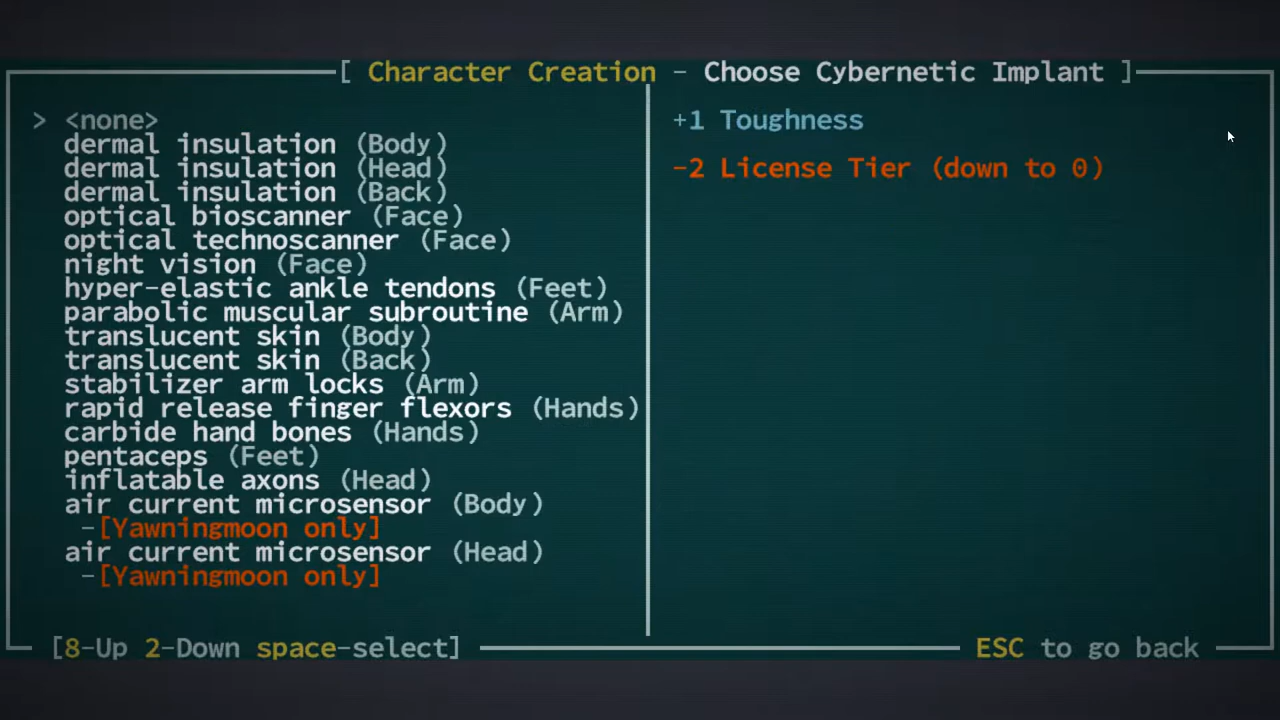 [ Character Creation - Choose Cybernetic Implant ]
> <none>
dermal insulation (Body)
dermal insulation (Head)
dermal insulation (Back)
optical bioscanner (Face)
optical technoscanner (Face)
night vision (Face)
hyper-elastic ankle tendons (Feet)
parabolic muscular subroutine (Arm)
translucent skin (Body)
translucent skin (Back)
stabilizer arm locks (Arm)
rapid release finger flexors (Hands)
carbide hand bones (Hands)
pentaceps (Feet)
inflatable axons (Head)
air current microsensor (Body)
-[Yawningmoon only]
air current microsensor (Head)
-[Yawningmoon only]
+1 Toughness
-2 License Tier (down to 0)
[8-Up 2-Down space-select]
ESC to go back